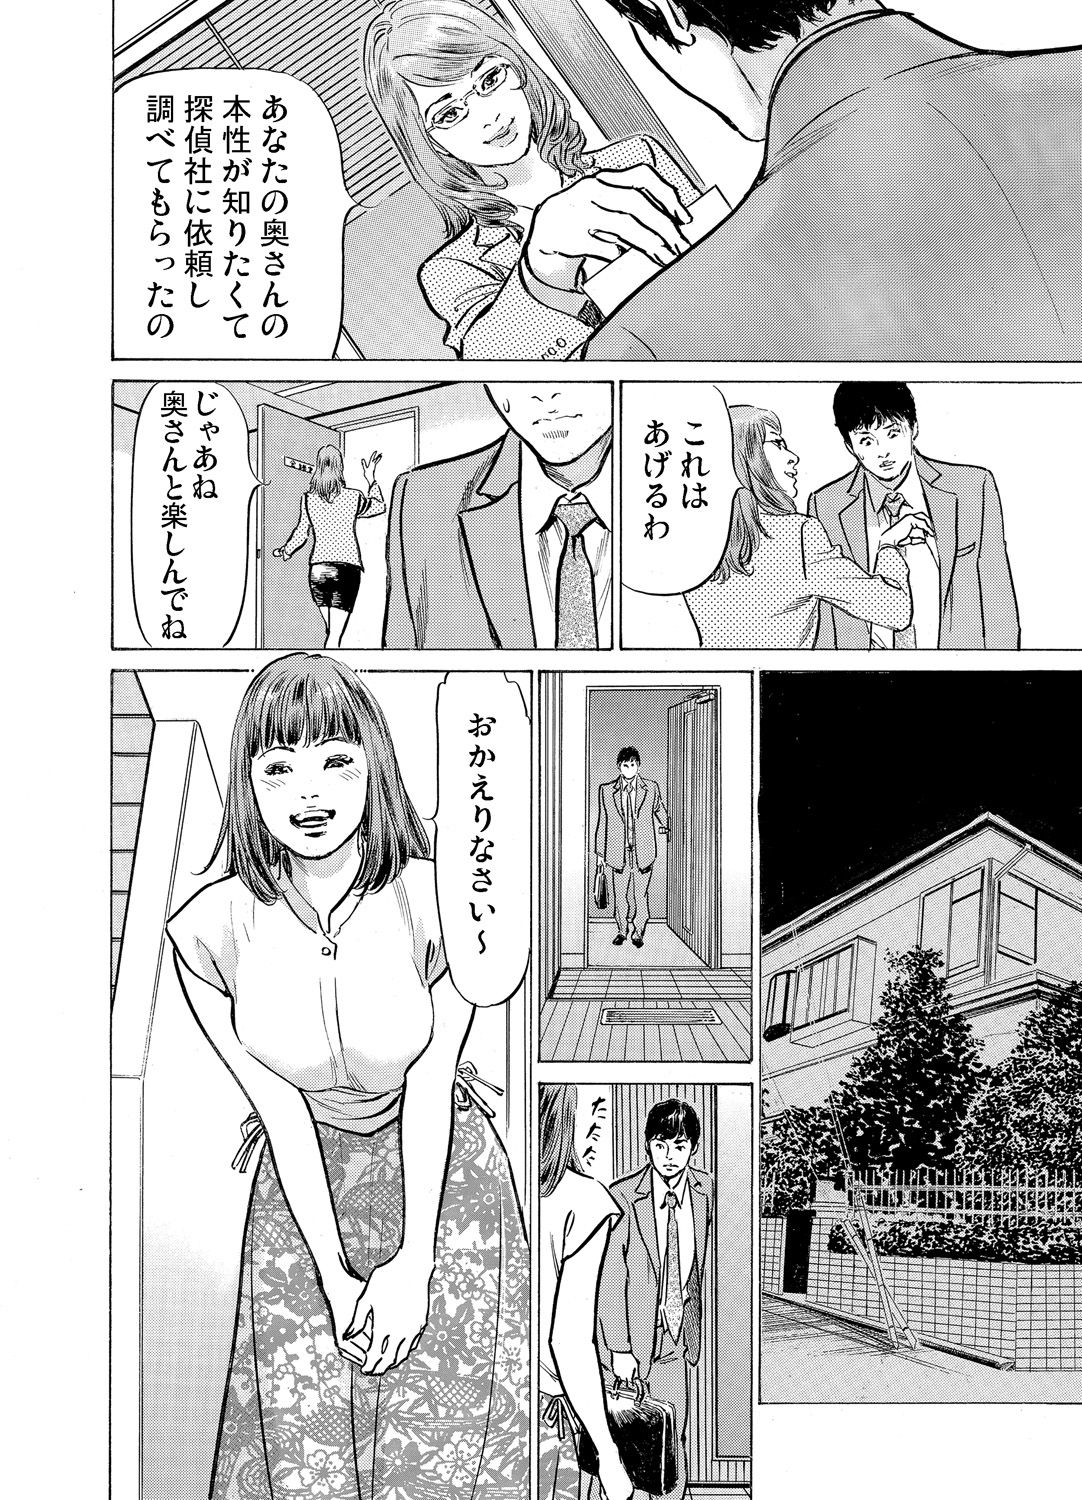 あなたの奥さんの
本性が知りたくて
探偵社に依頼し
調べてもらったの
これは
あげるわ
じゃあね
奥さんと楽しんでね
たたた
おかえりなさい〜